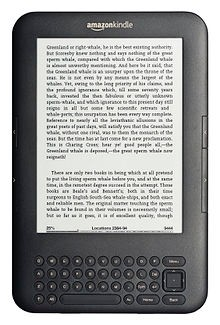 amazonkindle
Greenland or right-whale, he is the best existing authority.
But Scoresby knew nothing and says nothing of the great
sperm whale, compared with which the Greenland whale
is almost unworthy mentioning. And here be it said, that
the Greenland whale is an usurper upon the throne of the
seas. He is not even by any means the largest of the
whales. Yet, owing to the long priority of his claims, and
the profound ignorance which, till some seventy years
back, invested the then fabulous or utterly unknown
sperm-whale, and which ignorance to this present day still
reigns in all but some few scientific retreats and
whale-ports; this usurpation has been every way complete.
Reference to nearly all the leviathanic allusions in the
great poets of past days, will satisfy you that the Greenland
whale, without one rival, was to them the monarch of the
seas. But the time has at last come for a new proclamation.
This is Charing Cross; hear ye! good people all,—the
Greenland whale is deposed,—the great sperm whale now
reigneth!
There are only two books in being which at all pretend
to put the living sperm whale before you, and at the same
time, in the remotest degree succeed in the attempt. Those
books are Beale's and Bennett's; both in their time
surgeons to English South-Sea whale-ships, and both exact
and reliable men. The original matter touching the sperm
whale to be found in their volumes is necessarily small;
but so far as it goes, it is of excellent quality, though
25% Locations 2384-94 9444
Q W E R T Y U I O P
A S D F G H J K L
Z X C V B N M
Menu
Alt Aa Sym Home Back